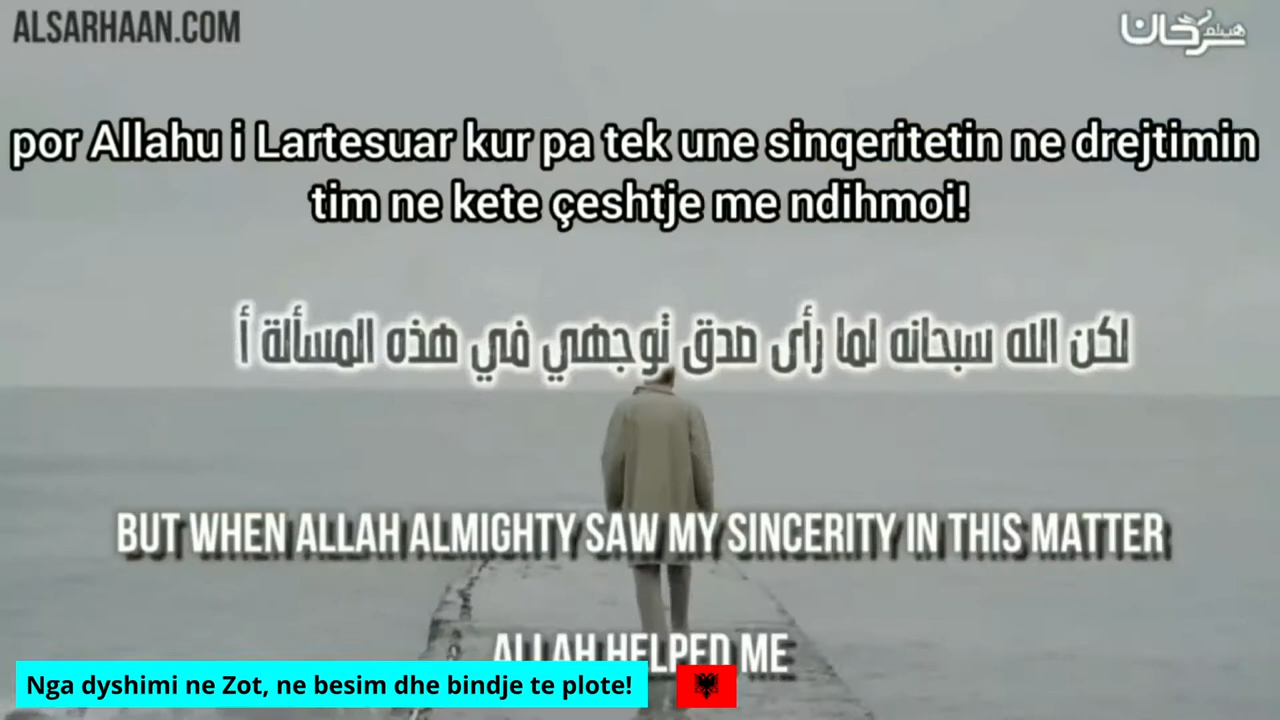 ALSARHAAN.COM
هيثم سرحان
por Allahu i Lartesuar kur pa tek une sinqeritetin ne drejtimin
tim ne kete çeshtje me ndihmoi!
لكن الله سبحانه لما رأى صدق توجهي في هذه المسألة أ
BUT WHEN ALLAH ALMIGHTY SAW MY SINCERITY IN THIS MATTER
ALLAH HELPED ME
Nga dyshimi ne Zot, ne besim dhe bindje te plote!